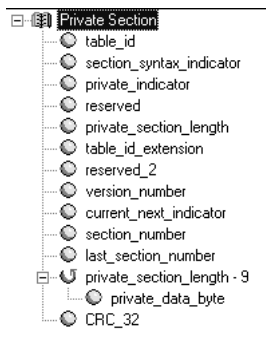 Private Section
table_id
section_syntax_indicator
private_indicator
reserved
private_section_length
table_id_extension
reserved_2
version_number
current_next_indicator
section_number
last_section_number
private_section_length - 9
private_data_byte
CRC_32